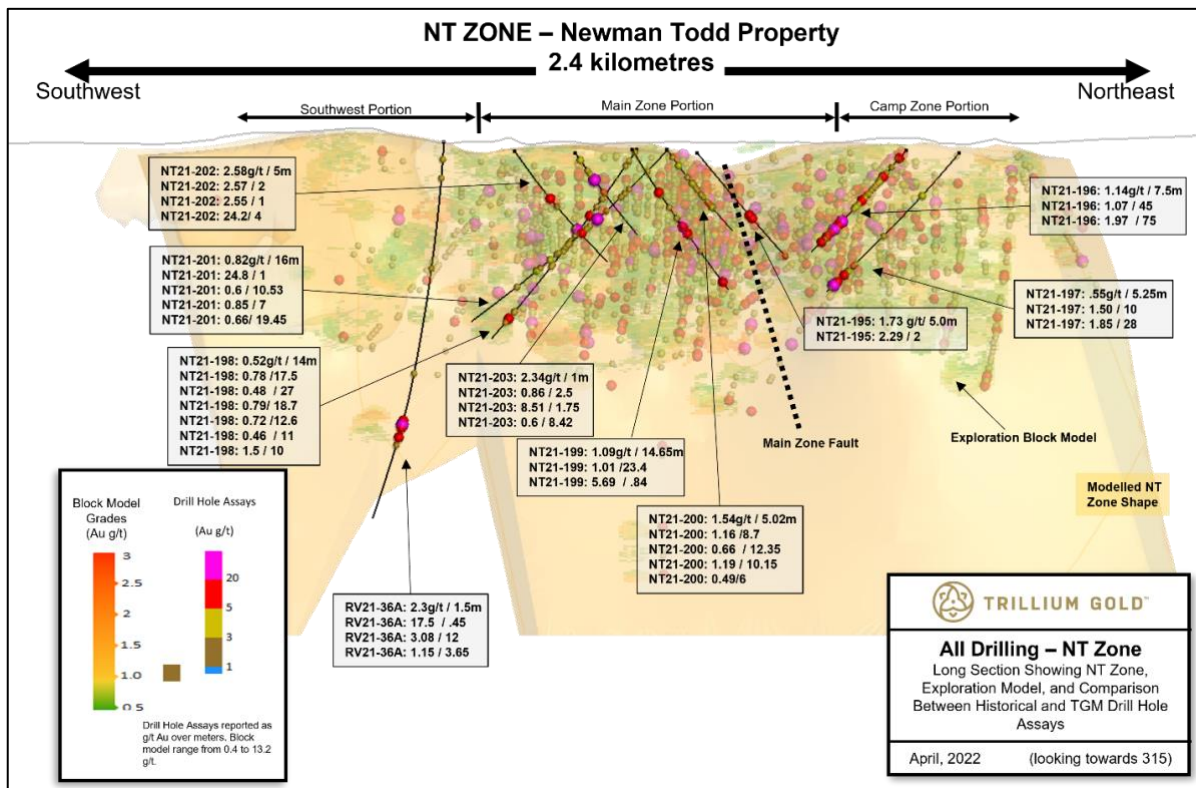 NT ZONE – Newman Todd Property
2.4 kilometres
Southwest
Northeast
Southwest Portion
Main Zone Portion
Camp Zone Portion
NT21-202: 2.58g/t / 5m
NT21-202: 2.57 / 2
NT21-202: 2.55 / 1
NT21-202: 24.2/ 4
NT21-201: 0.82g/t / 16m
NT21-201: 24.8 / 1
NT21-201: 0.6 / 10.53
NT21-201: 0.85 / 7
NT21-201: 0.66/ 19.45
NT21-198: 0.52g/t / 14m
NT21-198: 0.78 /17.5
NT21-198: 0.48 / 27
NT21-198: 0.79/ 18.7
NT21-198: 0.72 /12.6
NT21-198: 0.46 / 11
NT21-198: 1.5 / 10
NT21-203: 2.34g/t / 1m
NT21-203: 0.86 / 2.5
NT21-203: 8.51 / 1.75
NT21-203: 0.6 / 8.42
NT21-199: 1.09g/t / 14.65m
NT21-199: 1.01 /23.4
NT21-199: 5.69 / .84
NT21-200: 1.54g/t / 5.02m
NT21-200: 1.16 /8.7
NT21-200: 0.66 / 12.35
NT21-200: 1.19 / 10.15
NT21-200: 0.49/6
NT21-195: 1.73 g/t/ 5.0m
NT21-195: 2.29 / 2
NT21-196: 1.14g/t / 7.5m
NT21-196: 1.07 / 45
NT21-196: 1.97 / 75
NT21-197: .55g/t / 5.25m
NT21-197: 1.50 / 10
NT21-197: 1.85 / 28
Main Zone Fault
Exploration Block Model
Modelled NT
Zone Shape
RV21-36A: 2.3g/t / 1.5m
RV21-36A: 17.5 / .45
RV21-36A: 3.08 / 12
RV21-36A: 1.15 / 3.65
Block Model
Grades
(Au g/t)
3
2.5
2
1.5
1.0
0.5
Drill Hole Assays
(Au g/t)
20
5
3
1
Drill Hole Assays reported as
g/t Au over meters. Block
model range from 0.4 to 13.2
g/t.
TRILLIUM GOLD™
All Drilling – NT Zone
Long Section Showing NT Zone,
Exploration Model, and Comparison
Between Historical and TGM Drill Hole
Assays
April, 2022 (looking towards 315)